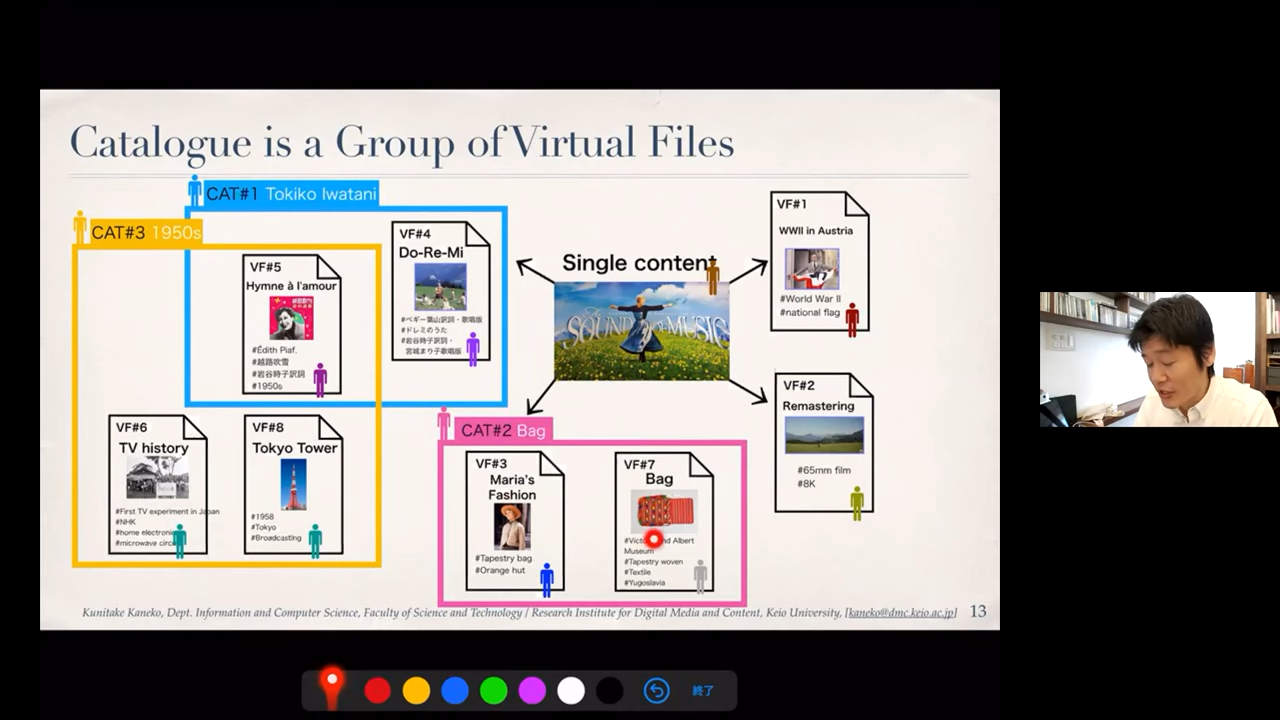 Catalogue is a Group of Virtual Files
CAT#1 Tokiko Iwatani
CAT#3 1950s
VF#5
Hymne à l'amour
#Édith Piaf.
#越路吹雪
#岩谷時子訳詞
#1950s
VF#4
Do-Re-Mi
#ペギー葉山訳詞・歌唱版
#ドレミのうた
#岩谷時子訳詞・
宮城まり子歌唱版
Single content
SOUND OF MUSIC
VF#1
WWII in Austria
#World War II
#national flag
VF#2
Remastering
#65mm film
#8K
VF#6
TV history
#First TV experiment in Japan
#NHK
#home electronic
#microwave circ
VF#8
Tokyo Tower
#1958
#Tokyo
#Broadcasting
CAT#2 Bag
VF#3
Maria's
Fashion
#Tapestry bag
#Orange hut
VF#7
Bag
#Victoria and Albert
Museum
#Tapestry woven
#Textile
#Yugoslavia
Kunitake Kaneko, Dept. Information and Computer Science, Faculty of Science and Technology / Research Institute for Digital Media and Content, Keio University, [kaneko@dmc.keio.ac.jp] 13
終了